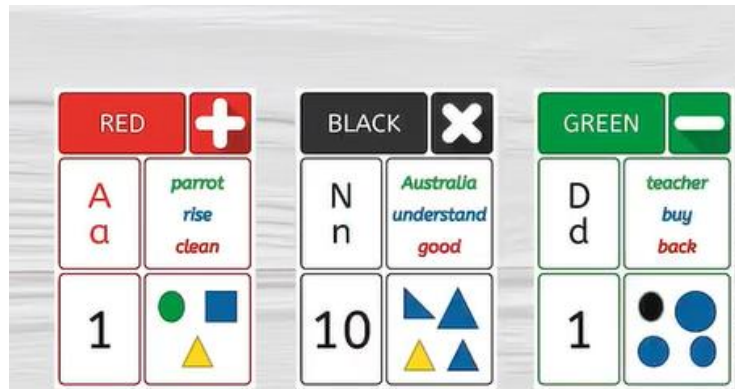 RED
A
a
parrot
rise
clean
1
BLACK
N
n
Australia
understand
good
10
GREEN
D
d
teacher
buy
back
1